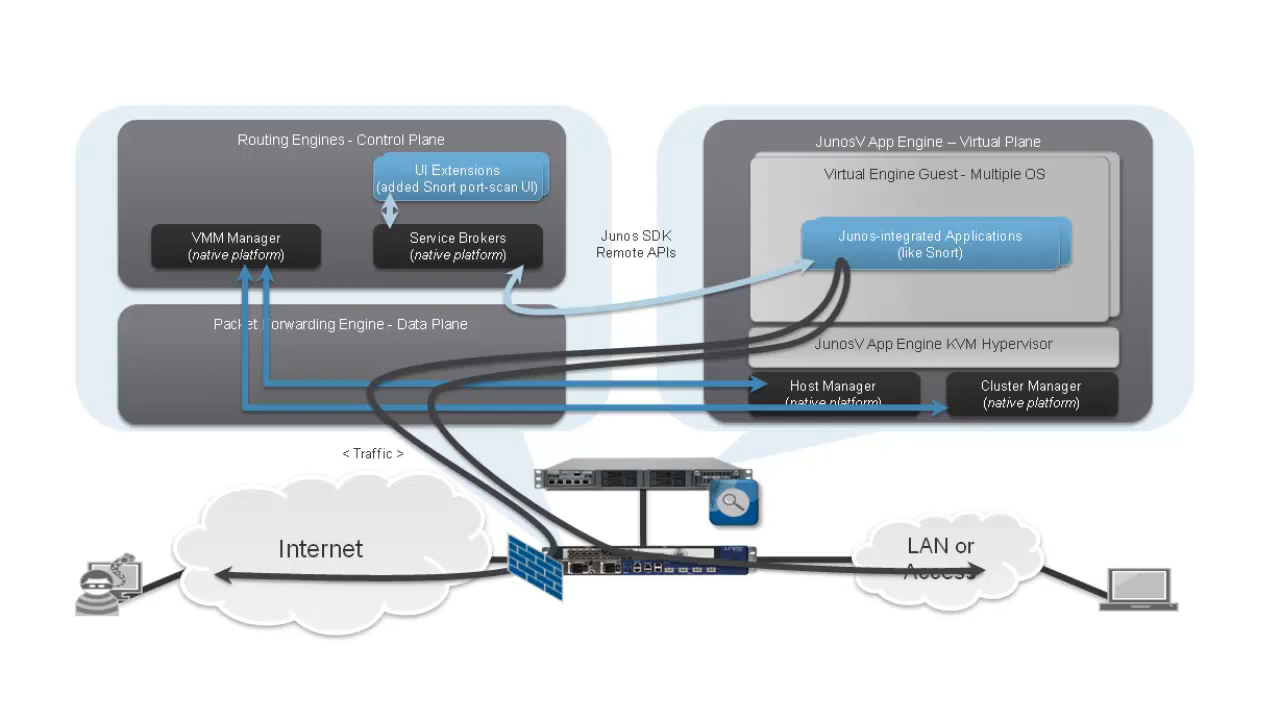 Routing Engines - Control Plane
UI Extensions
(added Snort port-scan UI)
VMM Manager
(native platform)
Service Brokers
(native platform)
Packet Forwarding Engine - Data Plane
Junos SDK
Remote APIs
JunosV App Engine – Virtual Plane
Virtual Engine Guest - Multiple OS
Junos-integrated Applications
(like Snort)
JunosV App Engine KVM Hypervisor
Host Manager
(native platform)
Cluster Manager
(native platform)
< Traffic >
Internet
LAN or
Access